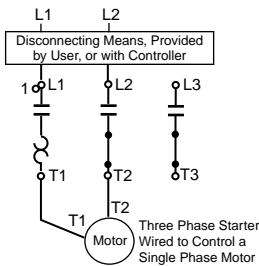 L1 L2
Disconnecting Means, Provided
by User, or with Controller
1 L1 L2 L3
T1 T2 T3
T1 T2
Motor
Three Phase Starter
Wired to Control a
Single Phase Motor